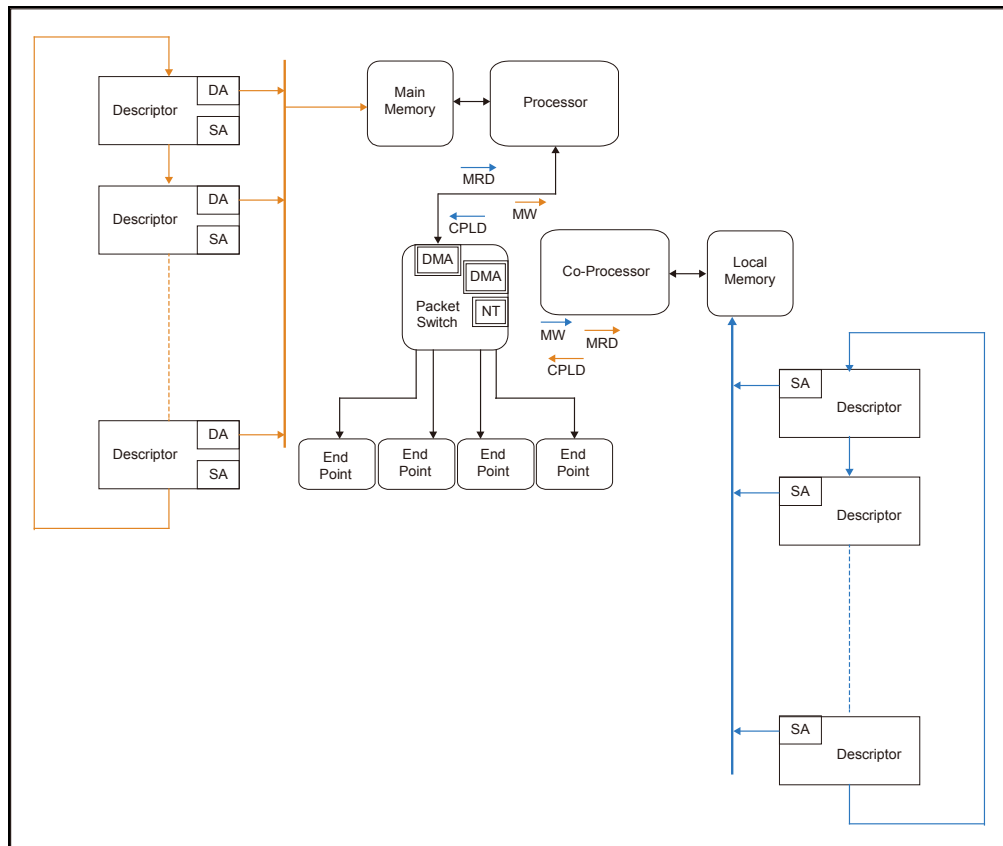 DA
Descriptor
SA
DA
Descriptor
SA
DA
Descriptor
SA
Main
Memory
Processor
MRD
MW
CPLD
DMA
DMA
Packet
Switch
NT
Co-Processor
Local
Memory
MW
MRD
CPLD
End
Point
End
Point
End
Point
End
Point
SA
Descriptor
SA
Descriptor
SA
Descriptor